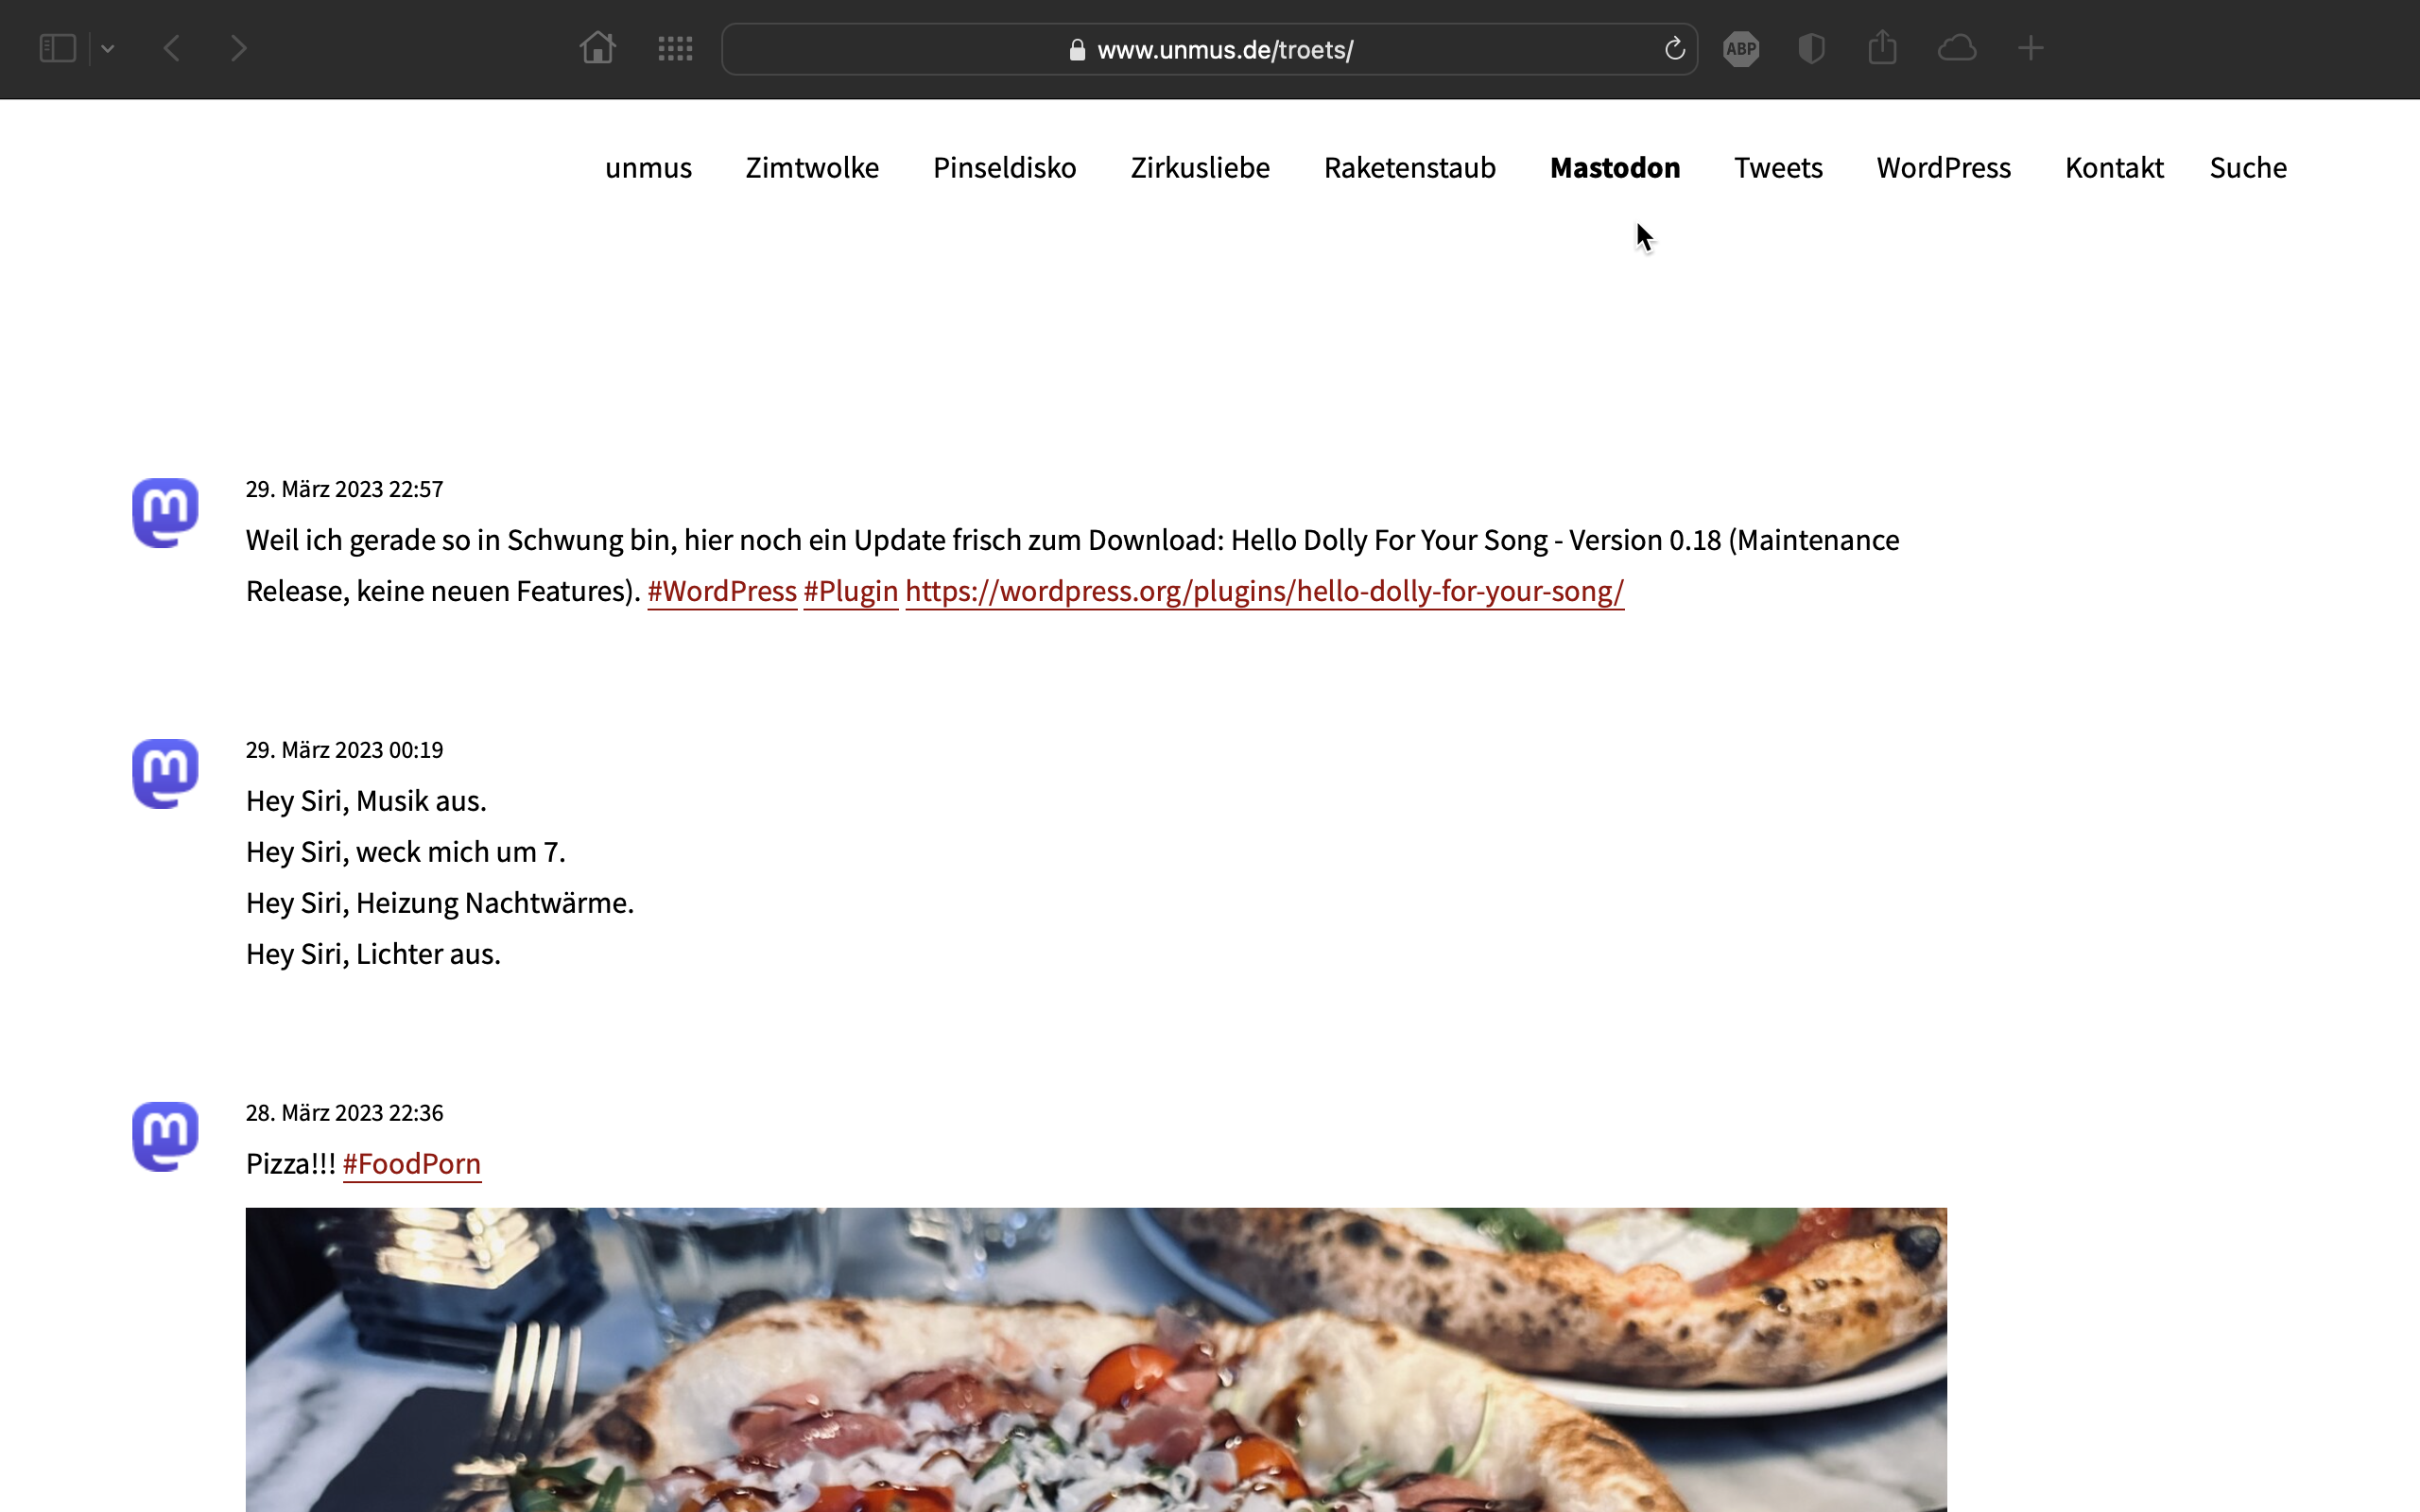 www.unmus.de/troets/
ABP
unmus Zimtwolke Pinseldisko Zirkusliebe Raketenstaub Mastodon Tweets WordPress Kontakt Suche
29. März 2023 22:57
Weil ich gerade so in Schwung bin, hier noch ein Update frisch zum Download: Hello Dolly For Your Song - Version 0.18 (Maintenance
Release, keine neuen Features). #WordPress #Plugin https://wordpress.org/plugins/hello-dolly-for-your-song/
29. März 2023 00:19
Hey Siri, Musik aus.
Hey Siri, weck mich um 7.
Hey Siri, Heizung Nachtwärme.
Hey Siri, Lichter aus.
28. März 2023 22:36
Pizza!!! #FoodPorn